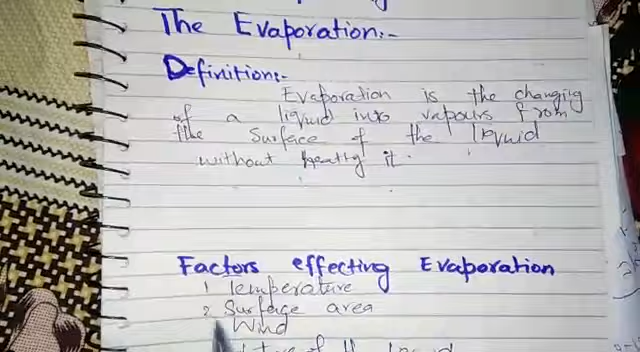 The Evaporation:-
Definition:-
Evaporation is the changing
of a liquid into vapours from
the surface of the liquid
without heating it.
Factors effecting Evaporation
1 Temperature
2 Surface area
Wind